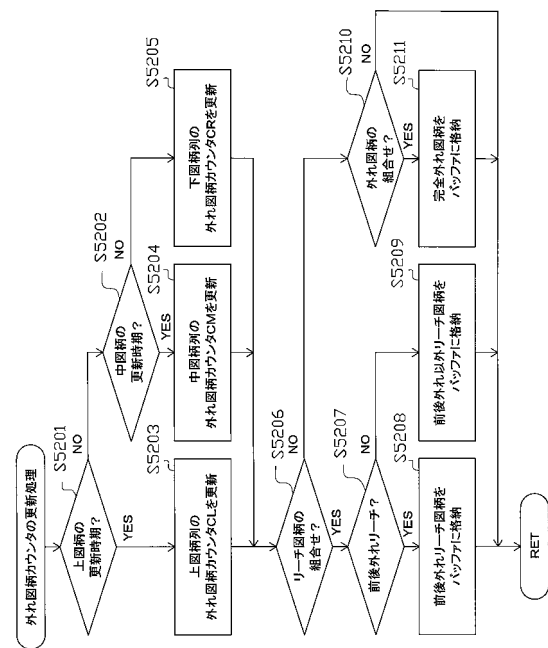 外れ図柄カウンタの更新処理
S5201
上図柄の
更新時期？
NO
YES
S5202
中図柄の
更新時期？
NO
YES
S5203
上図柄列の
外れ図柄カウンタCLを更新
S5204
中図柄列の
外れ図柄カウンタCMを更新
S5205
下図柄列の
外れ図柄カウンタCRを更新
S5206
リーチ図柄の
組合せ？
NO
YES
S5207
前後外れリーチ？
NO
YES
S5208
前後外れリーチ図柄を
バッファに格納
S5209
前後外れ以外リーチ図柄を
バッファに格納
S5210
外れ図柄の
組合せ？
NO
YES
S5211
完全外れ図柄を
バッファに格納
RET